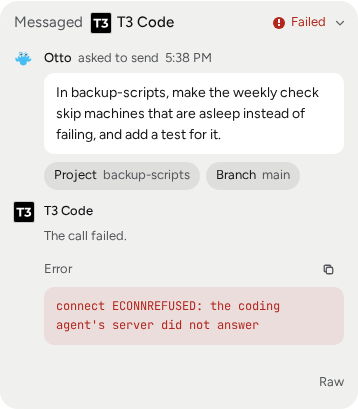 Messaged T3 T3 Code Failed
Otto asked to send 5:38 PM
In backup-scripts, make the weekly check
skip machines that are asleep instead of
failing, and add a test for it.
Project backup-scripts Branch main
T3 T3 Code
The call failed.
Error
connect ECONNREFUSED: the coding
agent's server did not answer
Raw